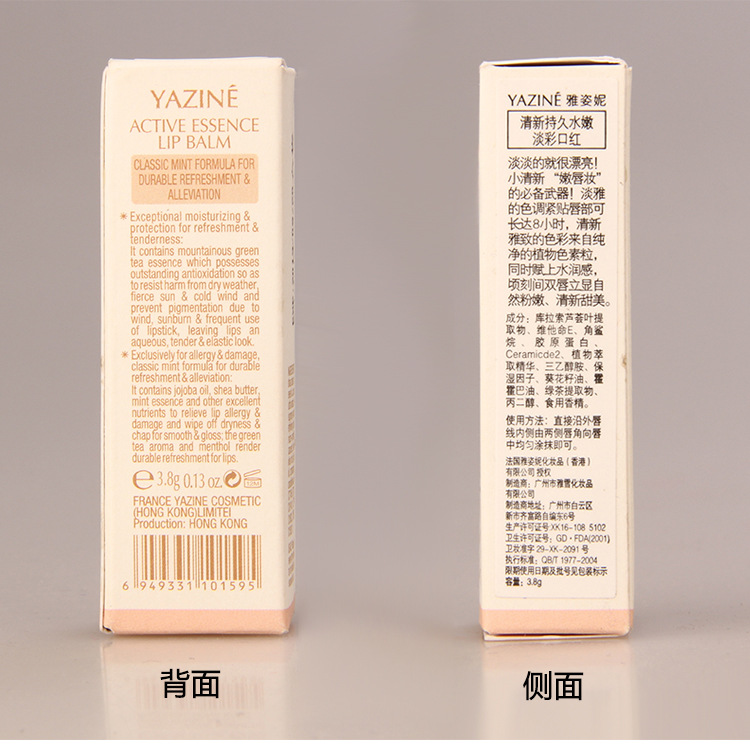 YAZINÉ
ACTIVE ESSENCE
LIP BALM
CLASSIC MINT FORMULA FOR
DURABLE REFRESHMENT &
ALLEVIATION
* Exceptional moisturizing &
protection for refreshment &
tenderness:
It contains mountainous green
tea essence which possesses
outstanding antioxidation so as
to resist harm from dry weather,
fierce sun & cold wind and
prevent pigmentation due to
wind, sunburn & frequent use
of lipstick, leaving lips an
aqueous, tender & elastic look.
* Exclusively for allergy & damage,
classic mint formula for durable
refreshment & alleviation:
It contains jojoba oil, shea butter,
mint essence and other excellent
nutrients to relieve lip allergy &
damage and wipe off dryness &
chap for smooth & gloss; the green
tea aroma and menthol render
durable refreshment for lips.
℮ 3.8g 0.13 oz.
FRANCE YAZINE COSMETIC
(HONG KONG)LIMITEI
Production: HONG KONG
6 949331 101595
背面
YAZINÉ 雅姿妮
清新持久水嫩
淡彩口红
淡淡的就很漂亮！
小清新“嫩唇妆”
的必备武器！淡雅
的色调紧贴唇部可
长达8小时，清新
雅致的色彩来自纯
净的植物色素粒，
同时赋上水润感，
顷刻间双唇立显自
然粉嫩、清新甜美。
成分：库拉索芦荟叶提
取物、维他命E、角鲨
烷、胶原蛋白、
Ceramicde2、植物萃
取精华、三乙醇胺、保
湿因子、葵花籽油、霍
霍巴油、绿茶提取物、
丙二醇、食用香精。
使用方法：直接沿外唇
线内侧由两侧唇角向唇
中均匀涂抹即可。
法国雅姿妮化妆品（香港）
有限公司 授权
制造商：广州市雅雪化妆品
有限公司
制造商地址：广州市白云区
新市齐富路自编东6号
生产许可证号:XK16-108 5102
卫生许可证号：GD·FDA(2001)
卫妆准字 29-XK-2091 号
执行标准：QB/T 1977-2004
限期使用日期及批号见包装标示
容量：3.8g
侧面